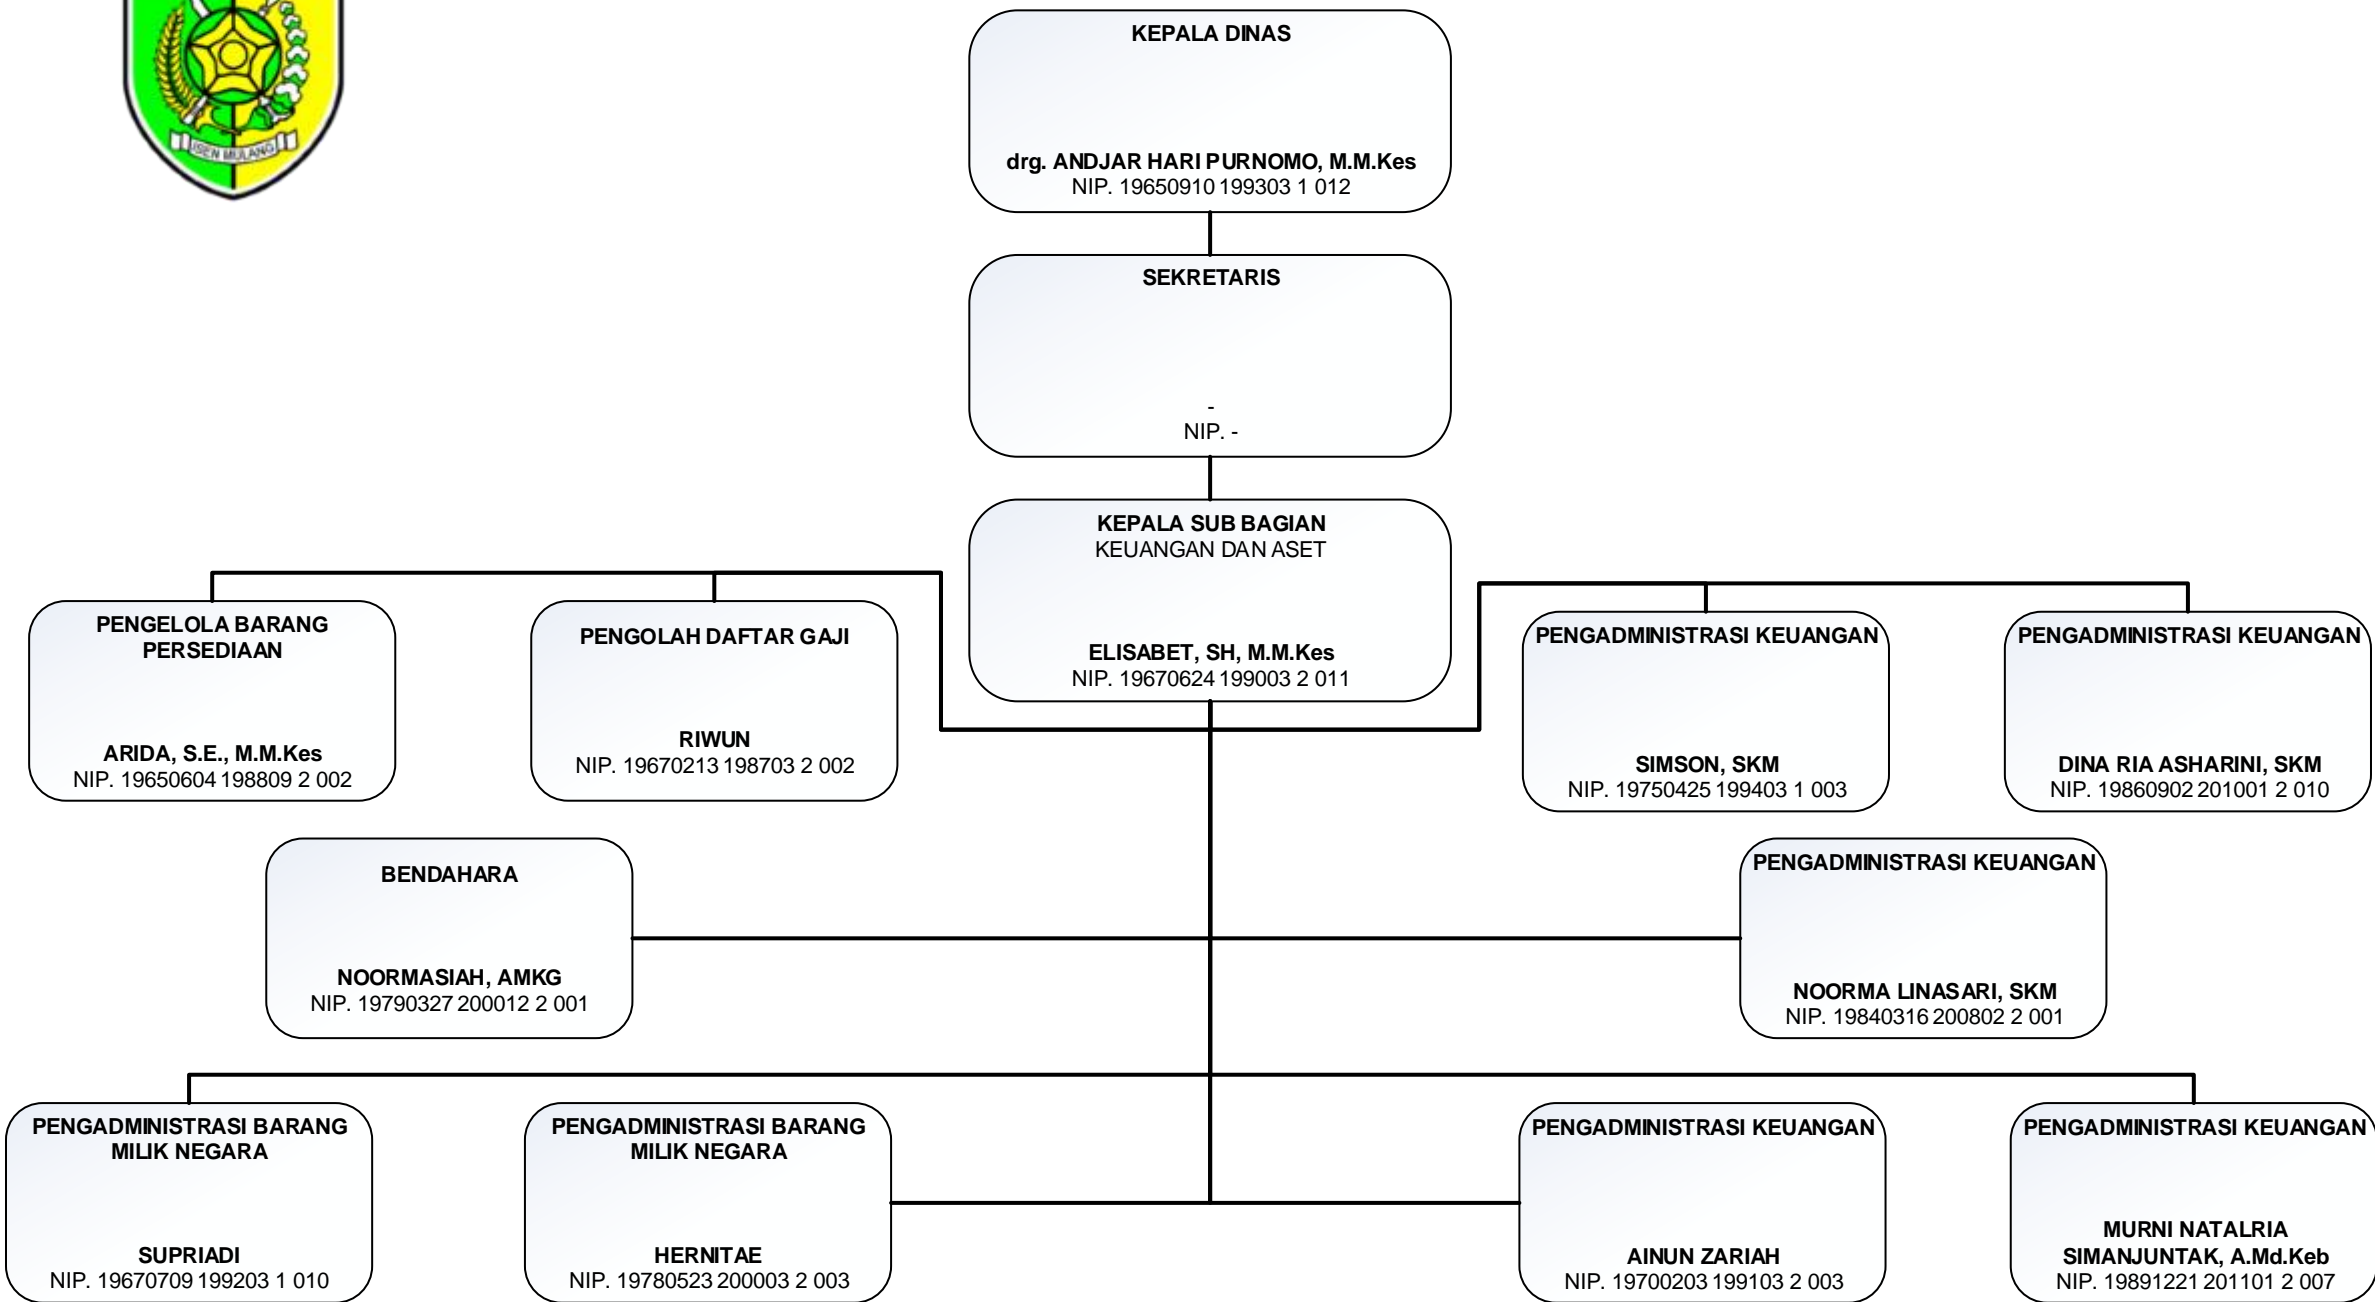 ISEN MULANG
KEPALA DINAS
drg. ANDJAR HARI PURNOMO, M.M.Kes
NIP. 19650910 199303 1 012
SEKRETARIS
-
NIP. -
KEPALA SUB BAGIAN
KEUANGAN DAN ASET
ELISABET, SH, M.M.Kes
NIP. 19670624 199003 2 011
PENGELOLA BARANG
PERSEDIAAN
ARIDA, S.E., M.M.Kes
NIP. 19650604 198809 2 002
PENGOLAH DAFTAR GAJI
RIWUN
NIP. 19670213 198703 2 002
PENGADMINISTRASI KEUANGAN
SIMSON, SKM
NIP. 19750425 199403 1 003
PENGADMINISTRASI KEUANGAN
DINA RIA ASHARINI, SKM
NIP. 19860902 201001 2 010
BENDAHARA
NOORMASIAH, AMKG
NIP. 19790327 200012 2 001
PENGADMINISTRASI KEUANGAN
NOORMA LINASARI, SKM
NIP. 19840316 200802 2 001
PENGADMINISTRASI BARANG
MILIK NEGARA
SUPRIADI
NIP. 19670709 199203 1 010
PENGADMINISTRASI BARANG
MILIK NEGARA
HERNITAE
NIP. 19780523 200003 2 003
PENGADMINISTRASI KEUANGAN
AINUN ZARIAH
NIP. 19700203 199103 2 003
PENGADMINISTRASI KEUANGAN
MURNI NATALRIA
SIMANJUNTAK, A.Md.Keb
NIP. 19891221 201101 2 007